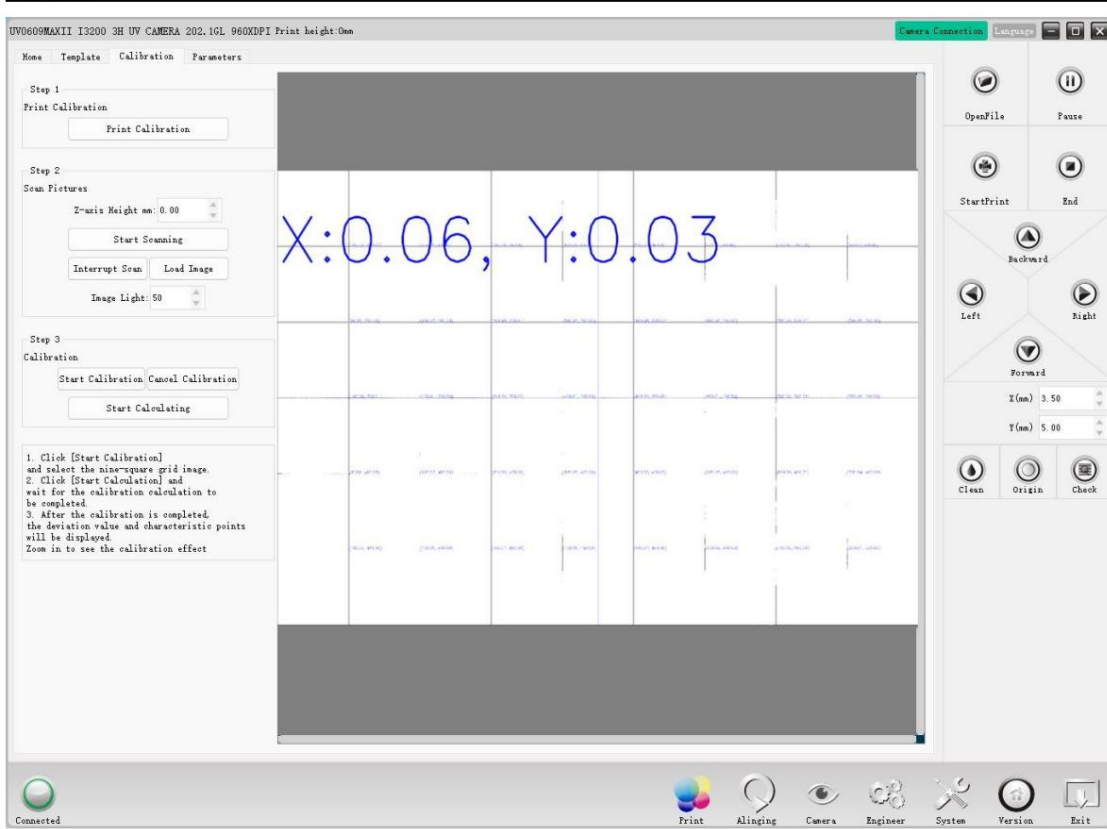 UV0609MAXII I3200 3H UV CAMERA 202.1GL 960XDPI Print height:0mm
Camera Connection
Language
Home Template Calibration Parameters
Step 1
Print Calibration
Print Calibration
Step 2
Scan Pictures
Z-axis Height mm: 0.00
Start Scanning
Interrupt Scan Load Image
Image Light: 50
Step 3
Calibration
Start Calibration Cancel Calibration
Start Calculating
1. Click [Start Calibration]
and select the nine-square grid image.
2. Click [Start Calculation] and
wait for the calibration calculation to
be completed.
3. After the calibration is completed,
the deviation value and characteristic points
will be displayed.
Zoom in to see the calibration effect
X:0.06, Y:0.03
OpenFile Pause
StartPrint End
Backward
Left Right
Forward
X(mm) 3.50
Y(mm) 5.00
Clean Origin Check
Connected
Print Alinging Camera Engineer System Version Exit